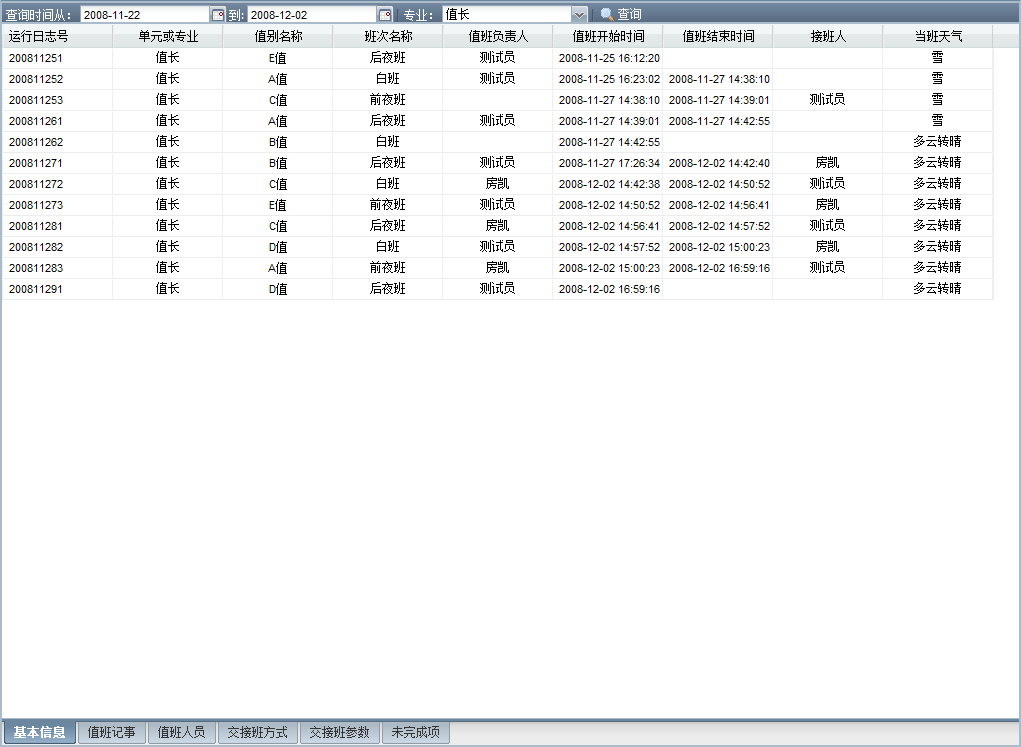 查询时间从: 2008-11-22 到: 2008-12-02 专业: 值长 查询
运行日志号 单元或专业 值别名称 班次名称 值班负责人 值班开始时间 值班结束时间 接班人 当班天气
200811251 值长 E值 后夜班 测试员 2008-11-25 16:12:20 雪
200811252 值长 A值 白班 测试员 2008-11-25 16:23:02 2008-11-27 14:38:10 雪
200811253 值长 C值 前夜班 2008-11-27 14:38:10 2008-11-27 14:39:01 测试员 雪
200811261 值长 A值 后夜班 测试员 2008-11-27 14:39:01 2008-11-27 14:42:55 雪
200811262 值长 B值 白班 2008-11-27 14:42:55 多云转晴
200811271 值长 B值 后夜班 测试员 2008-11-27 17:26:34 2008-12-02 14:42:40 房凯 多云转晴
200811272 值长 C值 白班 房凯 2008-12-02 14:42:38 2008-12-02 14:50:52 测试员 多云转晴
200811273 值长 E值 前夜班 测试员 2008-12-02 14:50:52 2008-12-02 14:56:41 房凯 多云转晴
200811281 值长 C值 后夜班 房凯 2008-12-02 14:56:41 2008-12-02 14:57:52 测试员 多云转晴
200811282 值长 D值 白班 测试员 2008-12-02 14:57:52 2008-12-02 15:00:23 房凯 多云转晴
200811283 值长 A值 前夜班 房凯 2008-12-02 15:00:23 2008-12-02 16:59:16 测试员 多云转晴
200811291 值长 D值 后夜班 测试员 2008-12-02 16:59:16 多云转晴
基本信息 值班记事 值班人员 交接班方式 交接班参数 未完成项